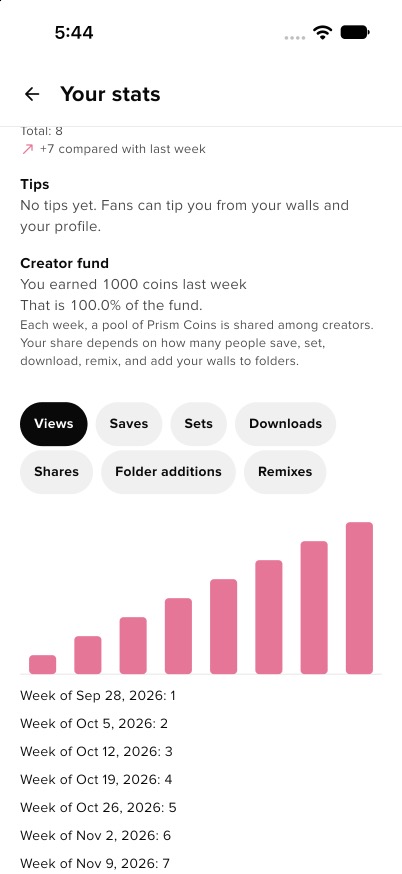 5:44
Your stats
Total: 8
+7 compared with last week
Tips
No tips yet. Fans can tip you from your walls and
your profile.
Creator fund
You earned 1000 coins last week
That is 100.0% of the fund.
Each week, a pool of Prism Coins is shared among creators.
Your share depends on how many people save, set,
download, remix, and add your walls to folders.
Views Saves Sets Downloads
Shares Folder additions Remixes
Week of Sep 28, 2026: 1
Week of Oct 5, 2026: 2
Week of Oct 12, 2026: 3
Week of Oct 19, 2026: 4
Week of Oct 26, 2026: 5
Week of Nov 2, 2026: 6
Week of Nov 9, 2026: 7